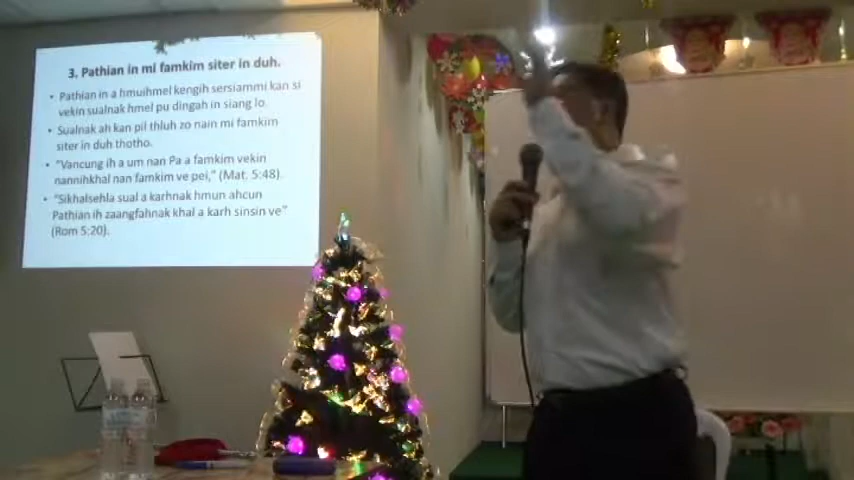 3. Pathian in mi famkim siter in duh.
• Pathian in a hmuihmel kengih sersiammi kan si
vekin sualnak hmel pu dingah in siang lo.
• Sualnak ah kan pil thluh zo nain mi famkim
siter in duh thotho.
• "Vancung ih a um nan Pa a famkim vekin
nannihkhal nan famkim ve pei," (Mat. 5:48).
• "Sikhalsehla sual a karhnak hmun ahcun
Pathian ih zaangfahnak khal a karh sinsin ve"
(Rom 5:20).